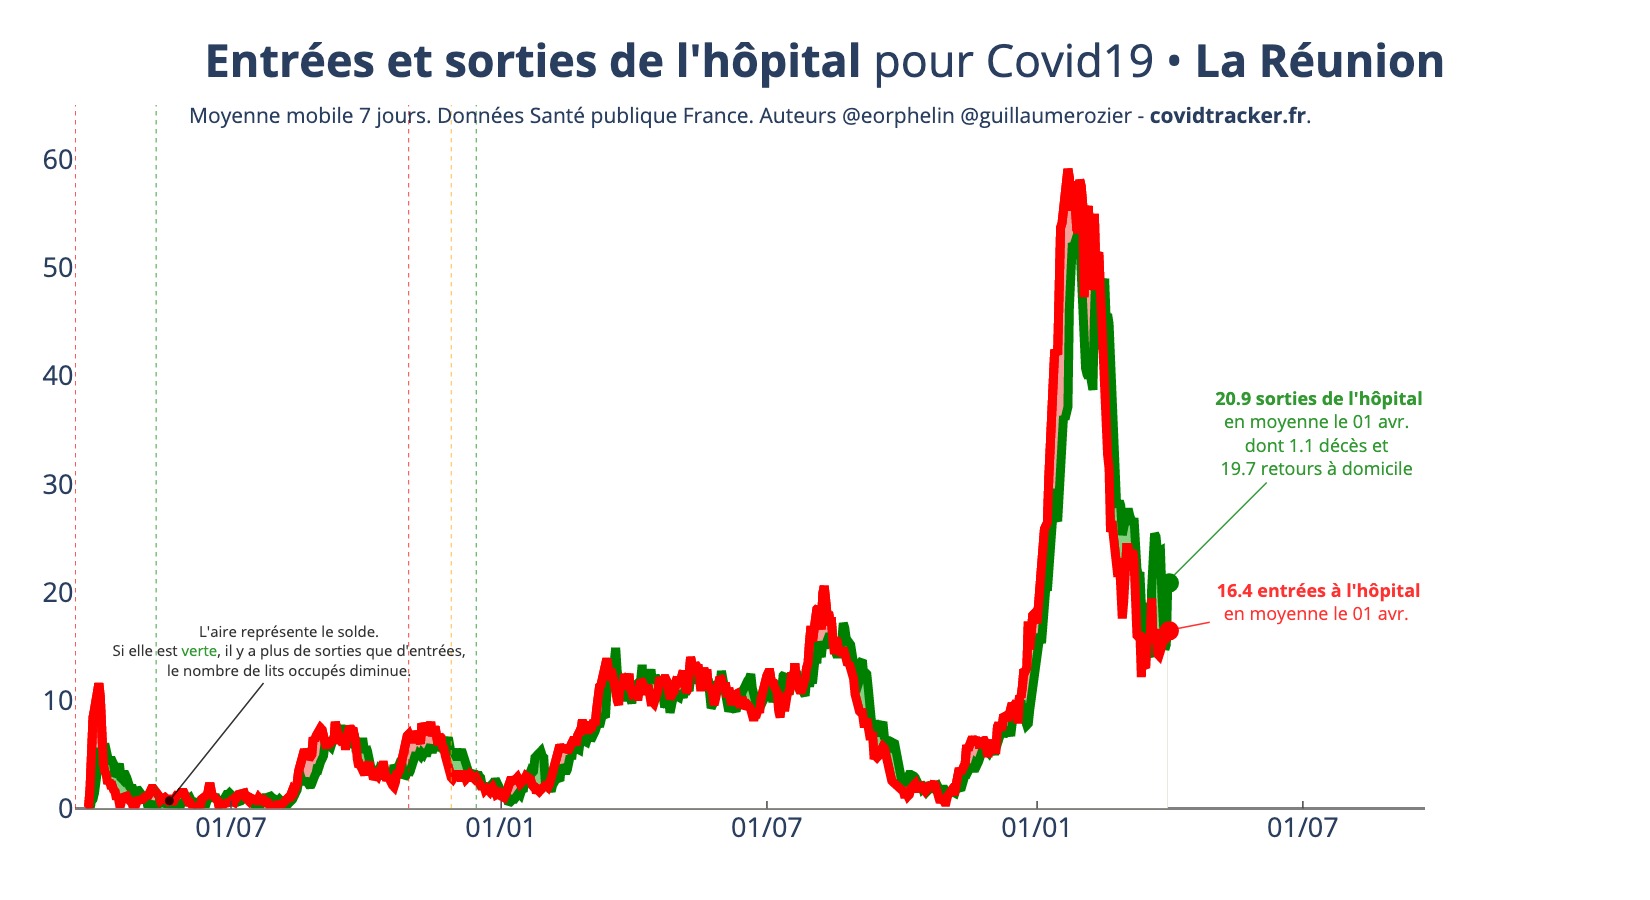 Entrées et sorties de l'hôpital pour Covid19 • La Réunion
Moyenne mobile 7 jours. Données Santé publique France. Auteurs @eorphelin @guillaumerozier - covidtracker.fr.
60
50
40
30
20
10
0
20.9 sorties de l'hôpital
en moyenne le 01 avr.
dont 1.1 décès et
19.7 retours à domicile
16.4 entrées à l'hôpital
en moyenne le 01 avr.
L'aire représente le solde.
Si elle est verte, il y a plus de sorties que d'entrées,
le nombre de lits occupés diminue.
01/07
01/01
01/07
01/01
01/07